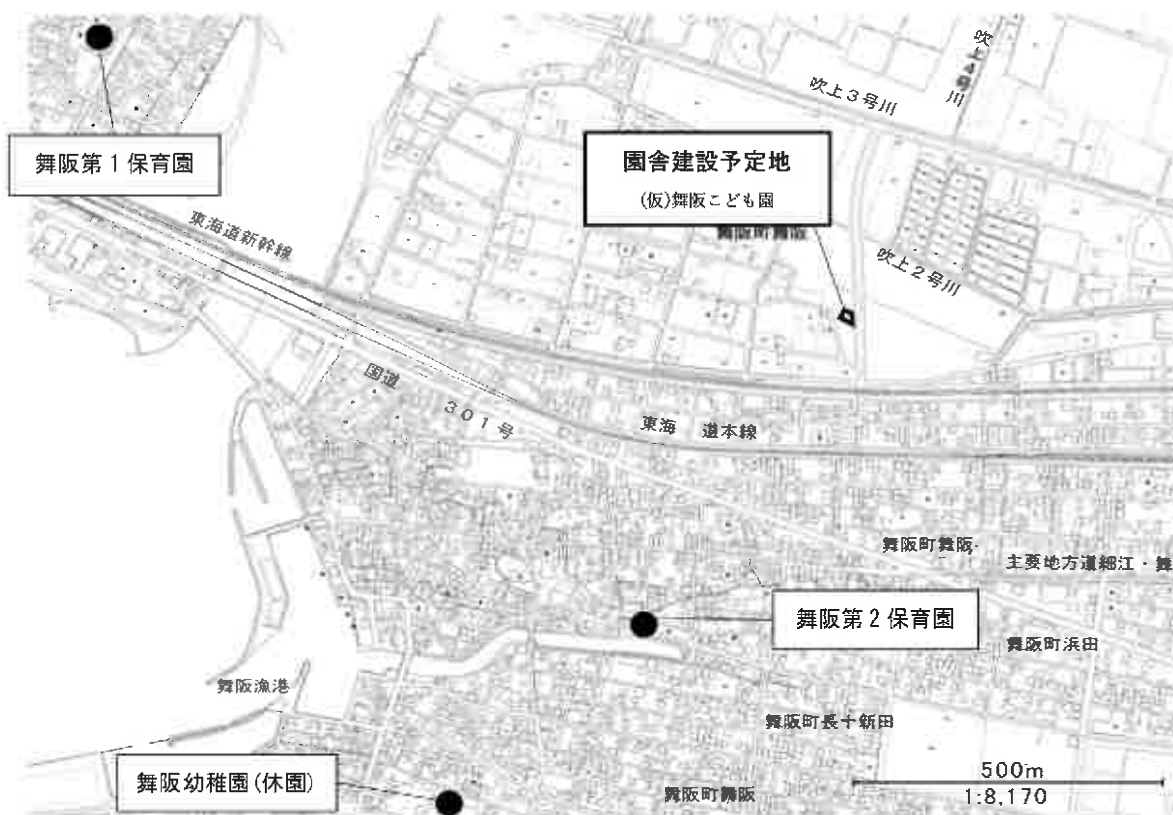 吹上4号川
吹上3号川
舞阪第1保育園
園舎建設予定地
(仮)舞阪こども園
舞阪町舞阪
東海道新幹線
吹上2号川
国道301号
東海道本線
舞阪町舞阪
主要地方道細江・舞
舞阪第2保育園
舞阪町浜田
舞阪漁港
舞阪町長十新田
舞阪幼稚園(休園)
舞阪町舞阪
500m
1:8,170